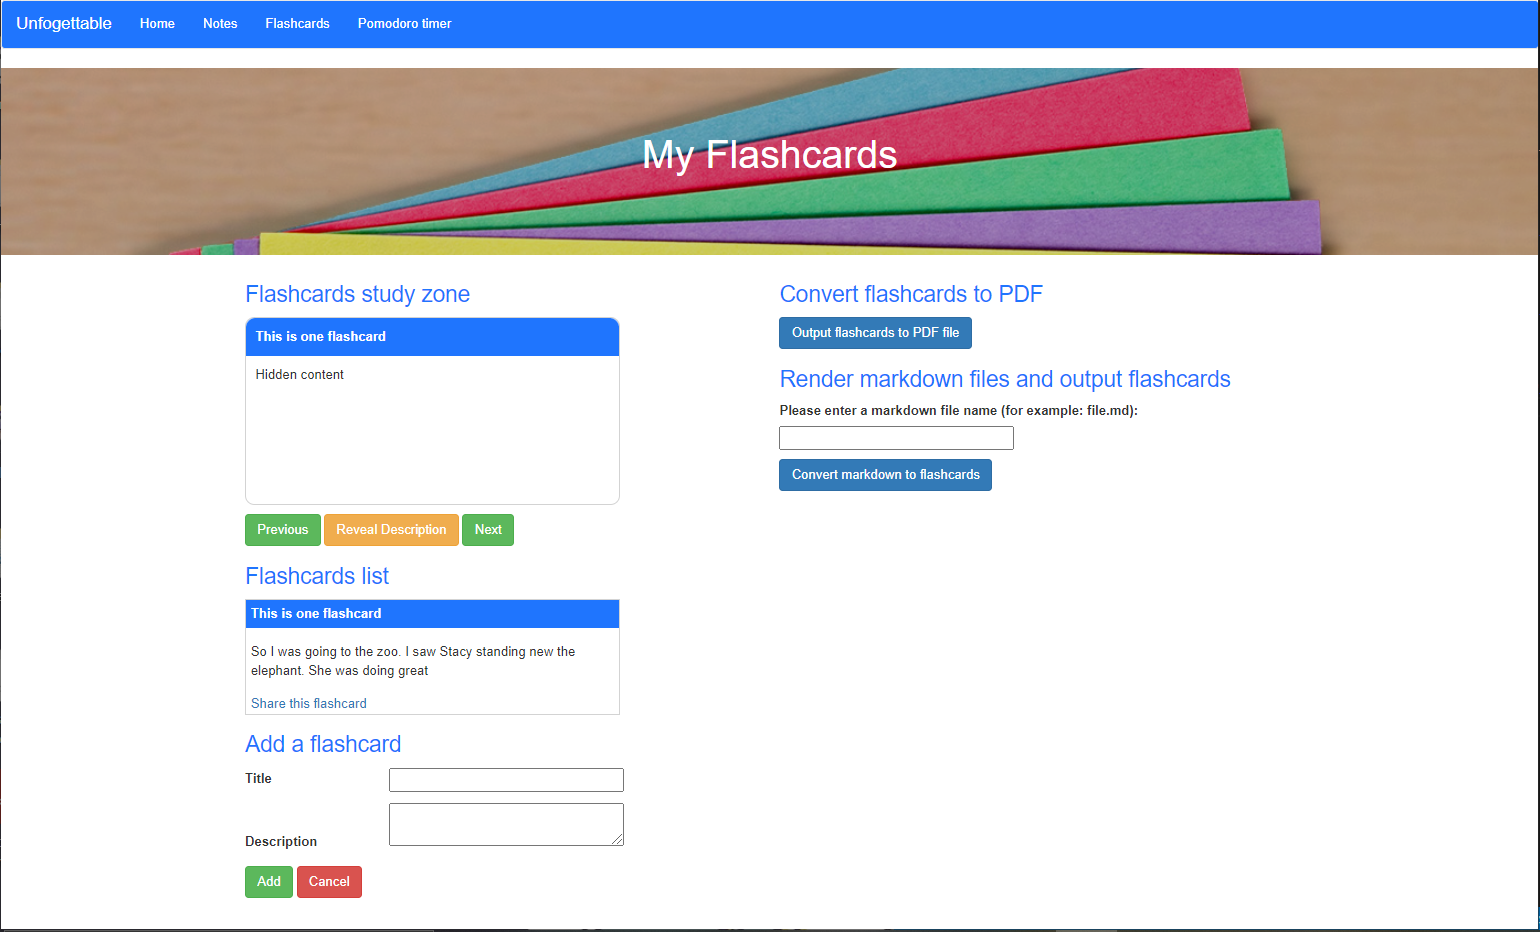 Unfogettable Home Notes Flashcards Pomodoro timer
My Flashcards
Flashcards study zone
This is one flashcard
Hidden content
Previous Reveal Description Next
Flashcards list
This is one flashcard
So I was going to the zoo. I saw Stacy standing new the
elephant. She was doing great
Share this flashcard
Add a flashcard
Title
Description
Add Cancel
Convert flashcards to PDF
Output flashcards to PDF file
Render markdown files and output flashcards
Please enter a markdown file name (for example: file.md):
Convert markdown to flashcards